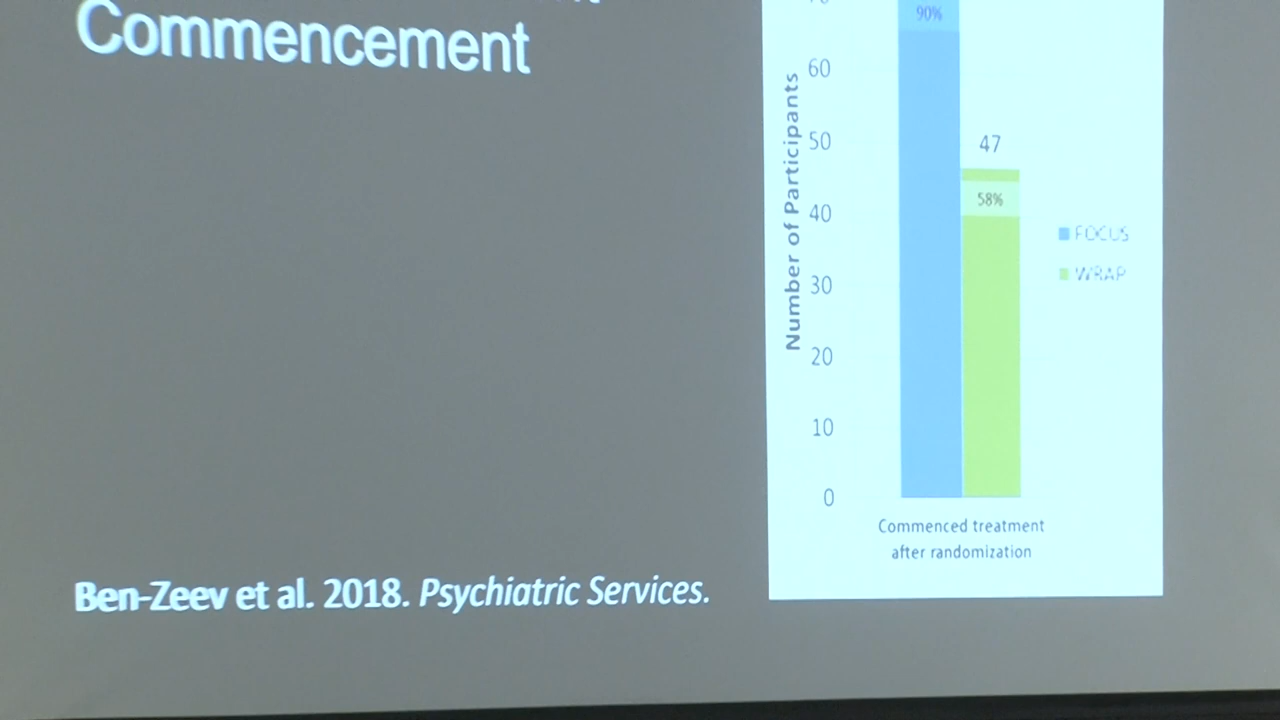 Commencement
90%
60
Number of Participants
50
47
58%
40
FOCUS
WRAP
30
20
10
0
Commenced treatment
after randomization
Ben-Zeev et al. 2018. Psychiatric Services.